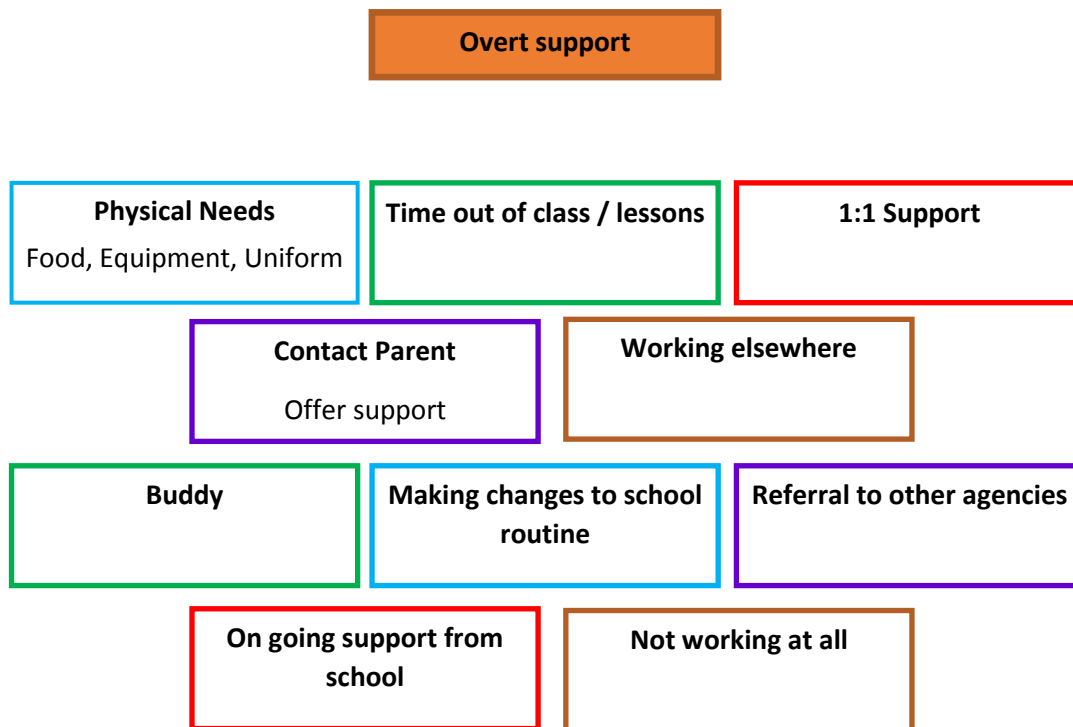 Overt support
Physical Needs
Food, Equipment, Uniform
Time out of class / lessons
1:1 Support
Contact Parent
Offer support
Working elsewhere
Buddy
Making changes to school
routine
Referral to other agencies
On going support from
school
Not working at all